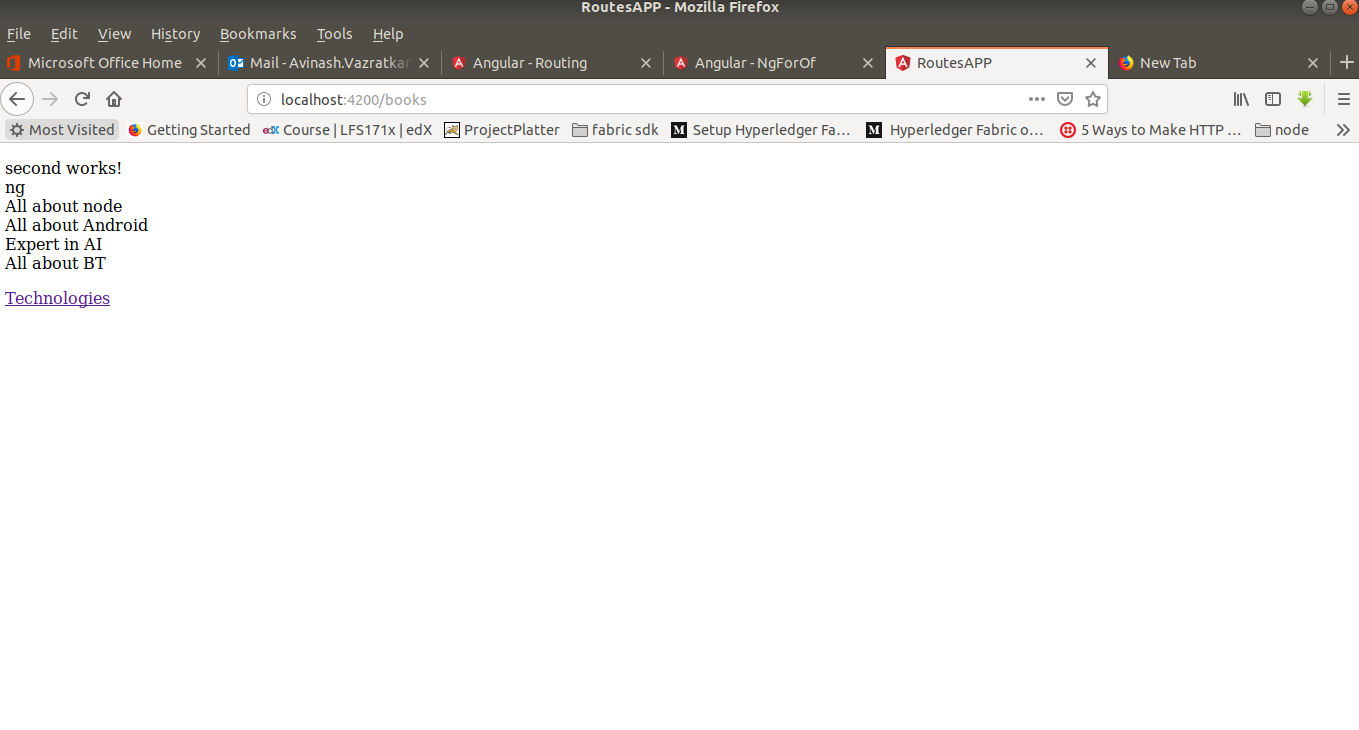 RoutesAPP - Mozilla Firefox
File Edit View History Bookmarks Tools Help
Microsoft Office Home Mail - Avinash.Vazratkar Angular - Routing Angular - NgForOf RoutesAPP New Tab
localhost:4200/books
Most Visited Getting Started edX Course | LFS171x | edX ProjectPlatter fabric sdk M Setup Hyperledger Fa… M Hyperledger Fabric o… 5 Ways to Make HTTP … node
second works!
ng
All about node
All about Android
Expert in AI
All about BT
Technologies